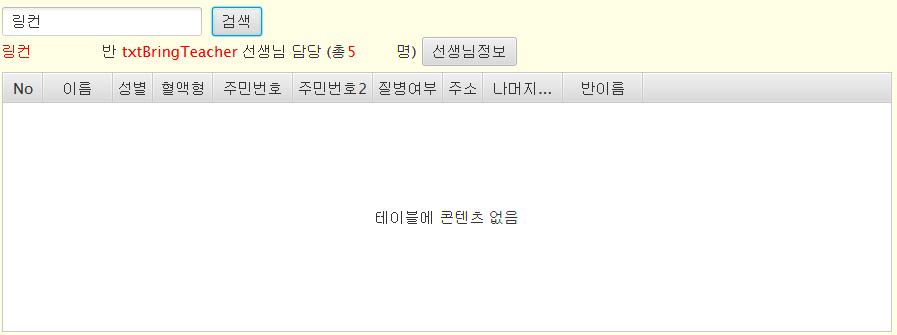 링컨 검색
링컨 반 txtBringTeacher 선생님 담당 (총5 명) 선생님정보
No 이름 성별 혈액형 주민번호 주민번호2 질병여부 주소 나머지... 반이름
테이블에 콘텐츠 없음